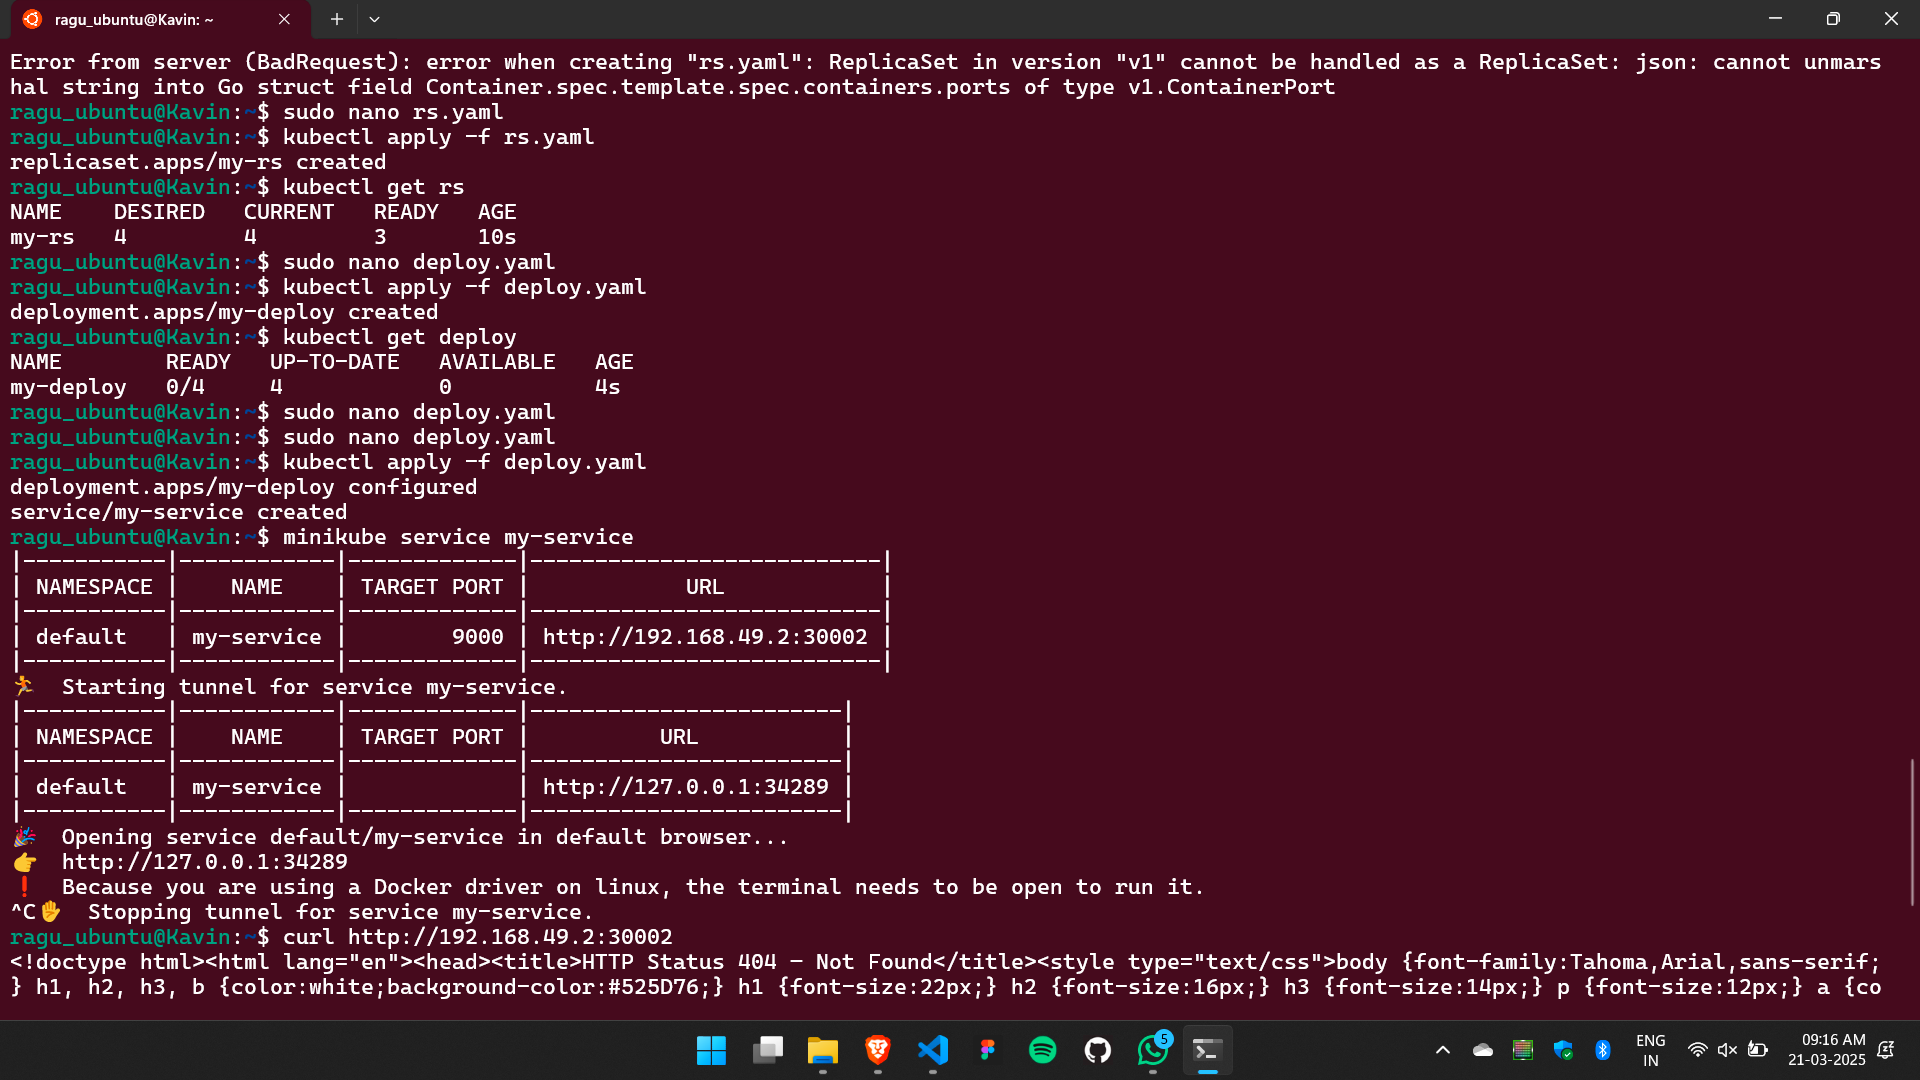 ragu_ubuntu@Kavin: ~
Error from server (BadRequest): error when creating "rs.yaml": ReplicaSet in version "v1" cannot be handled as a ReplicaSet: json: cannot unmars
hal string into Go struct field Container.spec.template.spec.containers.ports of type v1.ContainerPort
ragu_ubuntu@Kavin:~$ sudo nano rs.yaml
ragu_ubuntu@Kavin:~$ kubectl apply -f rs.yaml
replicaset.apps/my-rs created
ragu_ubuntu@Kavin:~$ kubectl get rs
NAME    DESIRED   CURRENT   READY   AGE
my-rs   4         4         3       10s
ragu_ubuntu@Kavin:~$ sudo nano deploy.yaml
ragu_ubuntu@Kavin:~$ kubectl apply -f deploy.yaml
deployment.apps/my-deploy created
ragu_ubuntu@Kavin:~$ kubectl get deploy
NAME        READY   UP-TO-DATE   AVAILABLE   AGE
my-deploy   0/4     4            0           4s
ragu_ubuntu@Kavin:~$ sudo nano deploy.yaml
ragu_ubuntu@Kavin:~$ sudo nano deploy.yaml
ragu_ubuntu@Kavin:~$ kubectl apply -f deploy.yaml
deployment.apps/my-deploy configured
service/my-service created
ragu_ubuntu@Kavin:~$ minikube service my-service
|-----------|------------|-------------|---------------------------|
| NAMESPACE |    NAME    | TARGET PORT |            URL            |
|-----------|------------|-------------|---------------------------|
| default   | my-service |        9000 | http://192.168.49.2:30002 |
|-----------|------------|-------------|---------------------------|
🏃  Starting tunnel for service my-service.
|-----------|------------|-------------|------------------------|
| NAMESPACE |    NAME    | TARGET PORT |          URL           |
|-----------|------------|-------------|------------------------|
| default   | my-service |             | http://127.0.0.1:34289 |
|-----------|------------|-------------|------------------------|
🎉  Opening service default/my-service in default browser...
👉  http://127.0.0.1:34289
❗  Because you are using a Docker driver on linux, the terminal needs to be open to run it.
^C✋  Stopping tunnel for service my-service.
ragu_ubuntu@Kavin:~$ curl http://192.168.49.2:30002
<!doctype html><html lang="en"><head><title>HTTP Status 404 – Not Found</title><style type="text/css">body {font-family:Tahoma,Arial,sans-serif;
} h1, h2, h3, b {color:white;background-color:#525D76;} h1 {font-size:22px;} h2 {font-size:16px;} h3 {font-size:14px;} p {font-size:12px;} a {co
5
ENG
IN
09:16 AM
21-03-2025